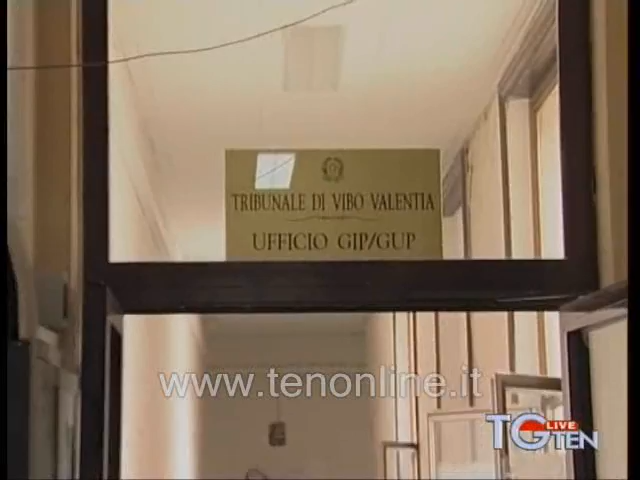 TRIBUNALE DI VIBO VALENTIA
UFFICIO GIP/GUP
www.tenonline.it
TG LIVE TEN